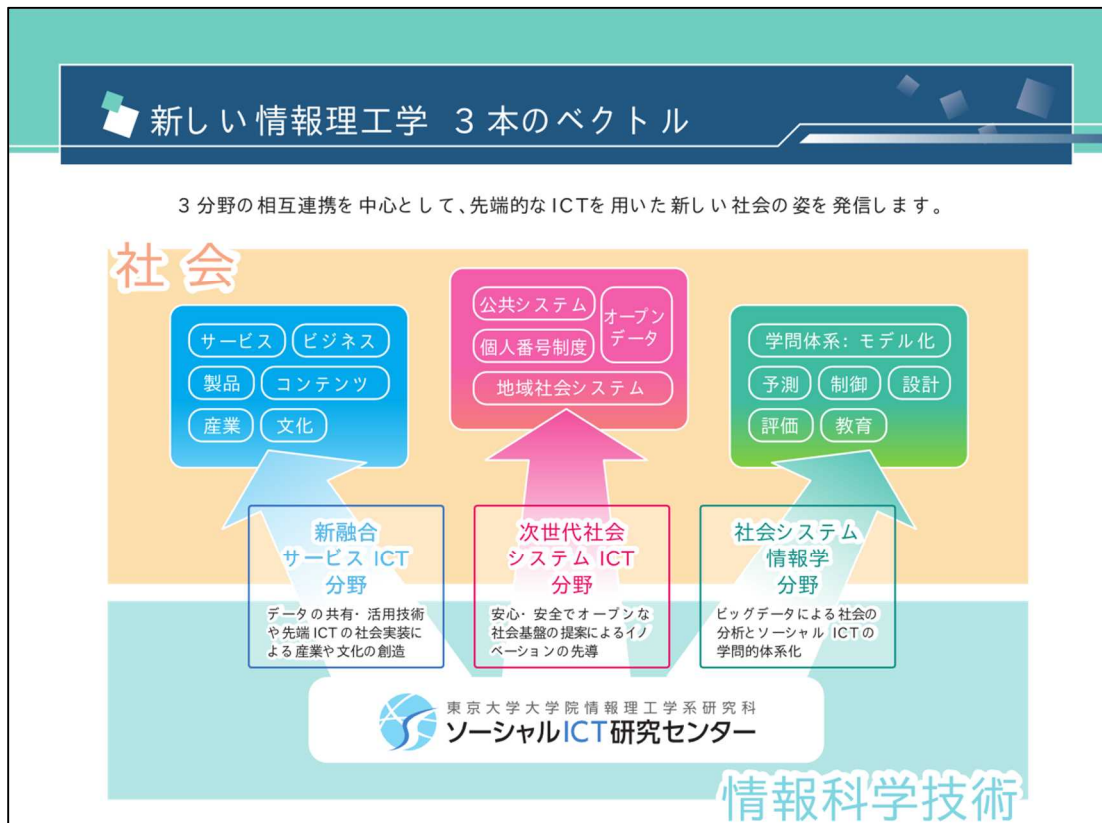 新しい情報理工学 3本のベクトル
3分野の相互連携を中心として、先端的なICTを用いた新しい社会の姿を発信します。
社会
サービス ビジネス
製品 コンテンツ
産業 文化
公共システム
個人番号制度
オープン
データ
地域社会システム
学問体系: モデル化
予測 制御 設計
評価 教育
新融合
サービス ICT
分野
データの共有・活用技術
や先端 ICTの社会実装に
よる産業や文化の創造
次世代社会
システム ICT
分野
安心・安全でオープンな
社会基盤の提案によるイノ
ベーションの先導
社会システム
情報学
分野
ビッグデータによる社会の
分析とソーシャル ICTの
学問的体系化
東京大学大学院情報理工学系研究科
ソーシャルICT研究センター
情報科学技術